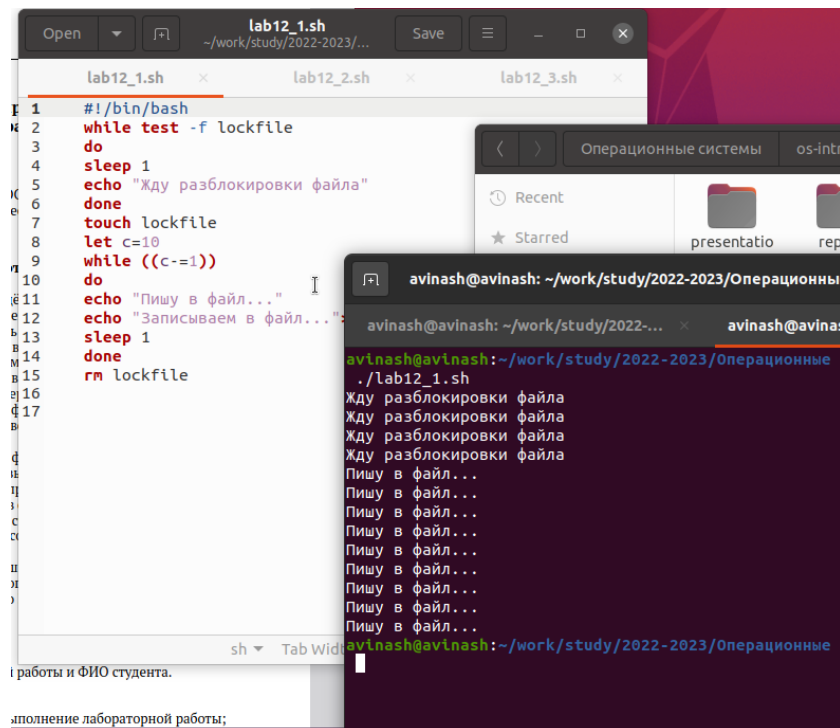 Open
lab12_1.sh
~/work/study/2022-2023/...
Save
lab12_1.sh
lab12_2.sh
lab12_3.sh
1 #!/bin/bash
2 while test -f lockfile
3 do
4 sleep 1
5 echo "Жду разблокировки файла"
6 done
7 touch lockfile
8 let c=10
9 while ((c-=1))
10 do
11 echo "Пишу в файл..."
12 echo "Записываем в файл..."
13 sleep 1
14 done
15 rm lockfile
16
17
sh
Tab
Операционные системы
Recent
Starred
presentatio
avinash@avinash: ~/work/study/2022-2023/Операционны
avinash@avinash: ~/work/study/2022-...
avinash@avina
avinash@avinash:~/work/study/2022-2023/Операционные
./lab12_1.sh
Жду разблокировки файла
Жду разблокировки файла
Жду разблокировки файла
Жду разблокировки файла
Пишу в файл...
Пишу в файл...
Пишу в файл...
Пишу в файл...
Пишу в файл...
Пишу в файл...
Пишу в файл...
Пишу в файл...
Пишу в файл...
avinash@avinash:~/work/study/2022-2023/Операционные
работы и ФИО студента.
ыполнение лабораторной работы;